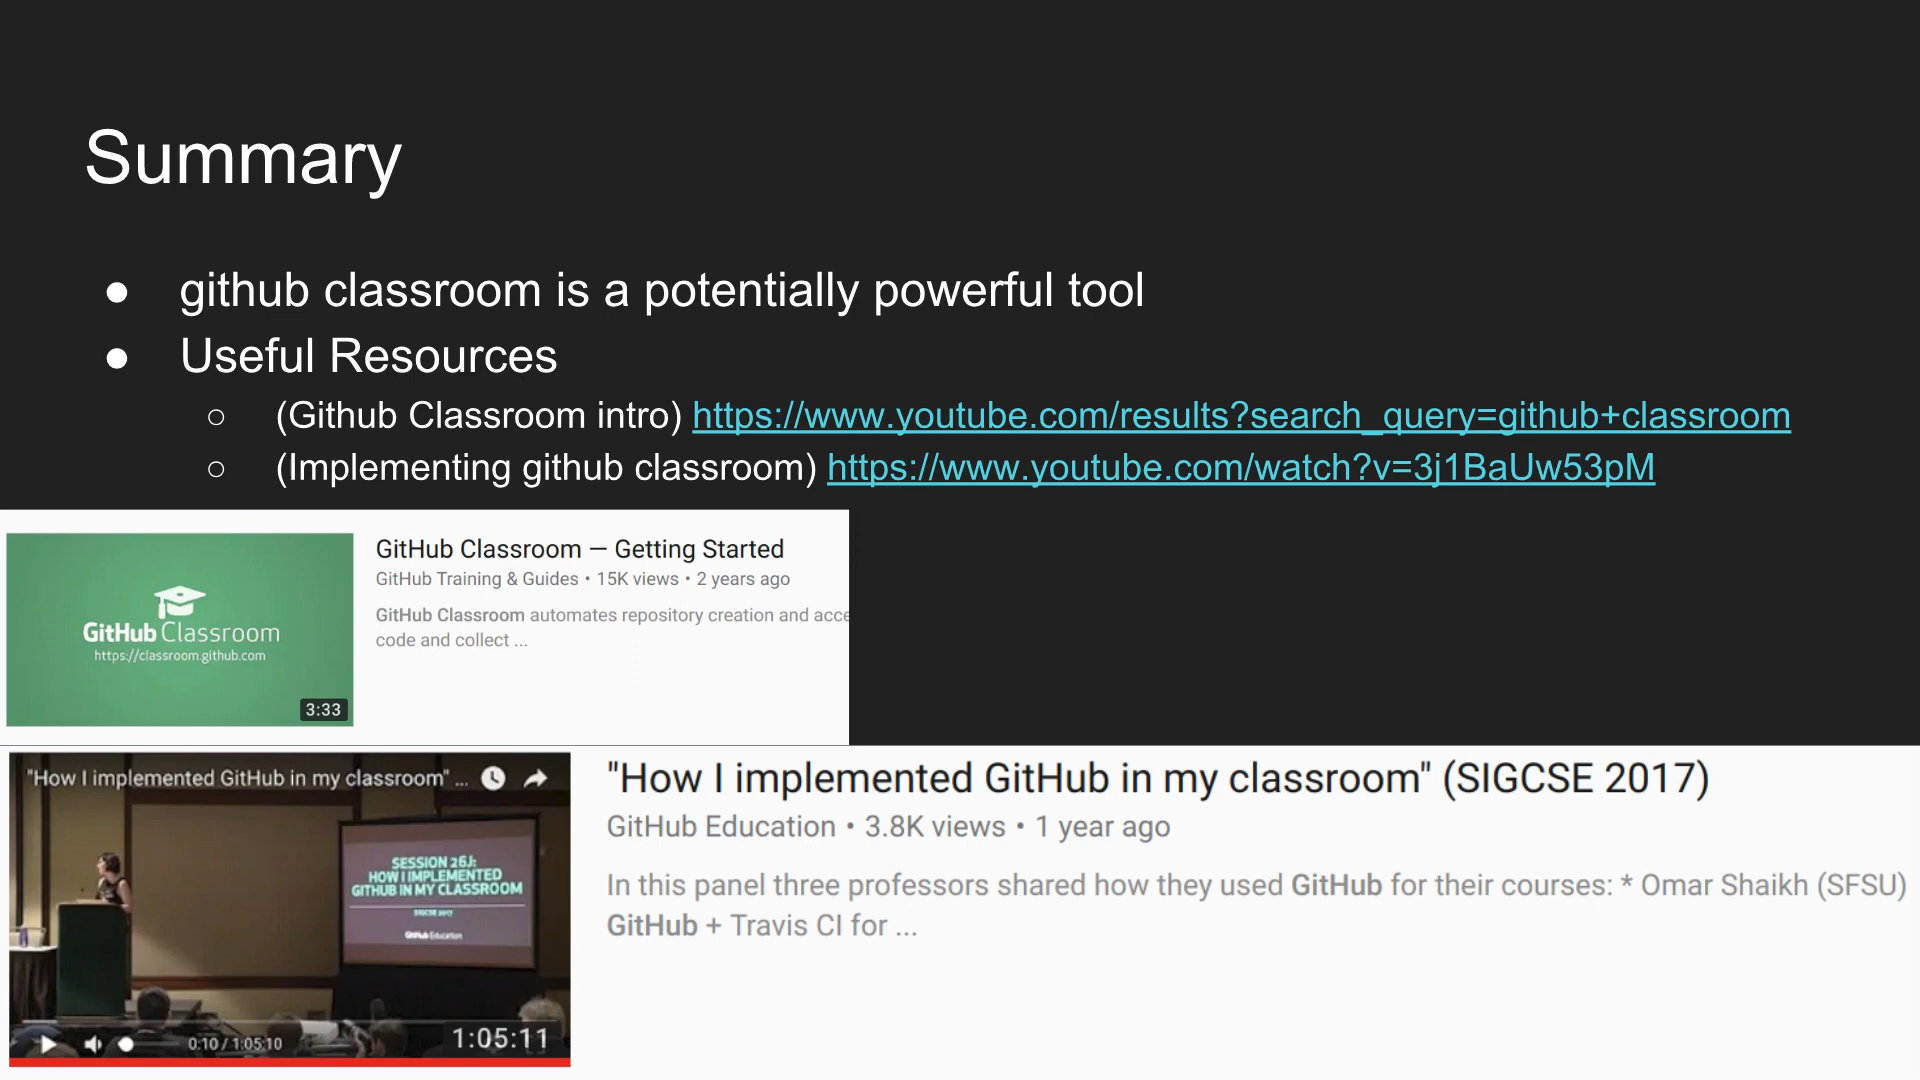 Summary
● github classroom is a potentially powerful tool
● Useful Resources
○ (Github Classroom intro) https://www.youtube.com/results?search_query=github+classroom
○ (Implementing github classroom) https://www.youtube.com/watch?v=3j1BaUw53pM
GitHub Classroom
https://classroom.github.com
3:33
GitHub Classroom — Getting Started
GitHub Training & Guides • 15K views • 2 years ago
GitHub Classroom automates repository creation and acce
code and collect ...
"How I implemented GitHub in my classroom" ...
SESSION 26J:
HOW I IMPLEMENTED
GITHUB IN MY CLASSROOM
SIGCSE 2017
GitHub Education
0:10 / 1:05:10
1:05:11
"How I implemented GitHub in my classroom" (SIGCSE 2017)
GitHub Education • 3.8K views • 1 year ago
In this panel three professors shared how they used GitHub for their courses: * Omar Shaikh (SFSU)
GitHub + Travis CI for ...